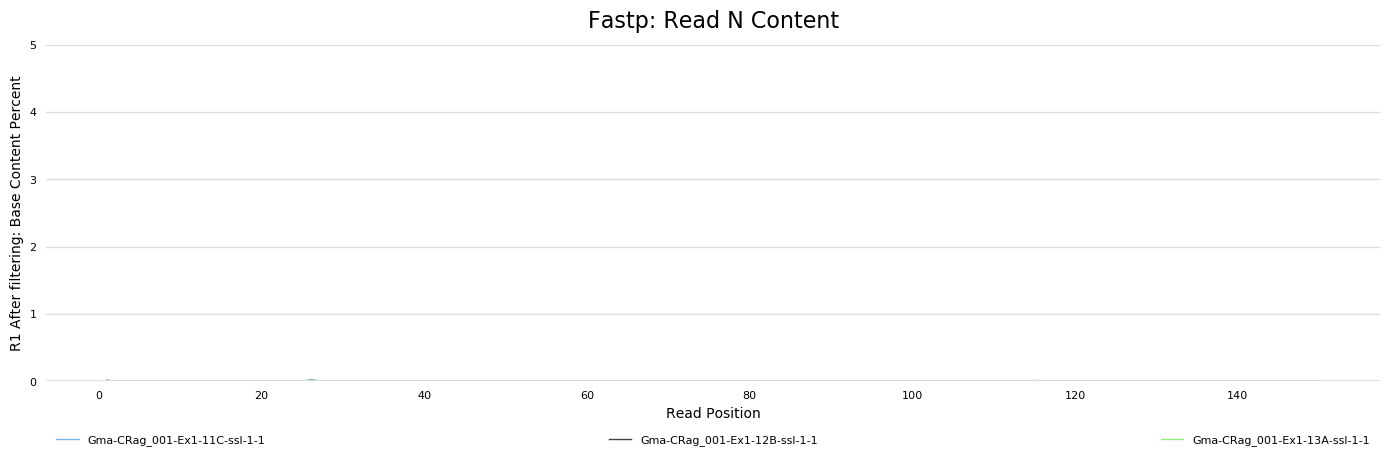 Fastp: Read N Content
R1 After filtering: Base Content Percent
5
4
3
2
1
0
0 20 40 60 80 100 120 140
Read Position
Gma-CRag_001-Ex1-11C-ssl-1-1 Gma-CRag_001-Ex1-12B-ssl-1-1 Gma-CRag_001-Ex1-13A-ssl-1-1